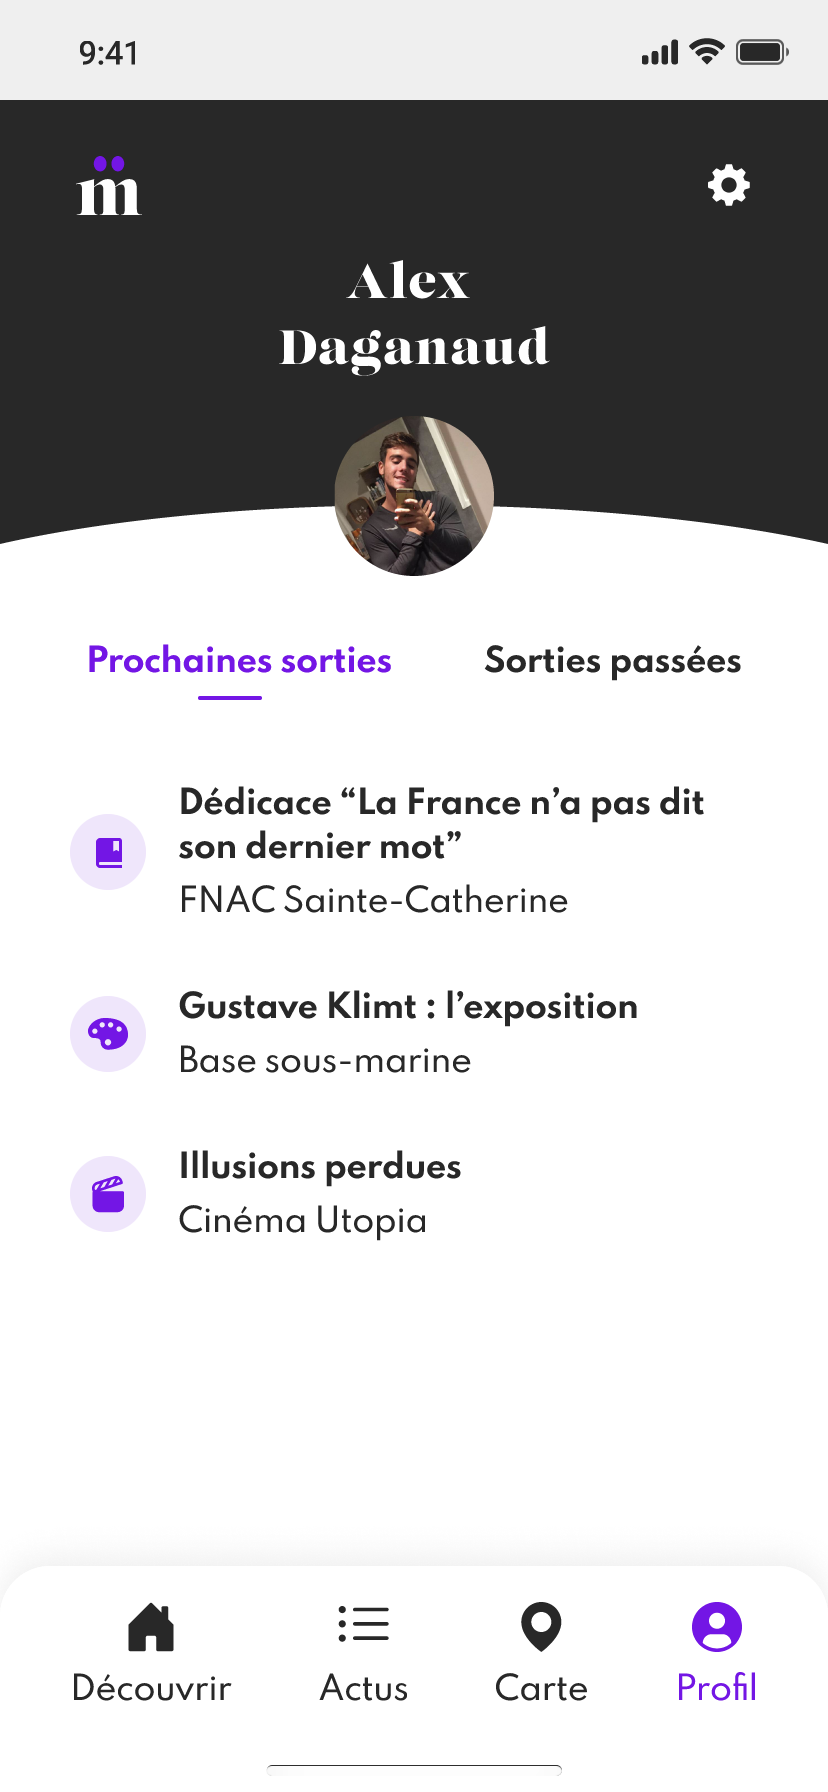 9:41
m̈
Alex
Daganaud
Prochaines sorties
Sorties passées
Dédicace “La France n’a pas dit
son dernier mot”
FNAC Sainte-Catherine
Gustave Klimt : l’exposition
Base sous-marine
Illusions perdues
Cinéma Utopia
Découvrir
Actus
Carte
Profil